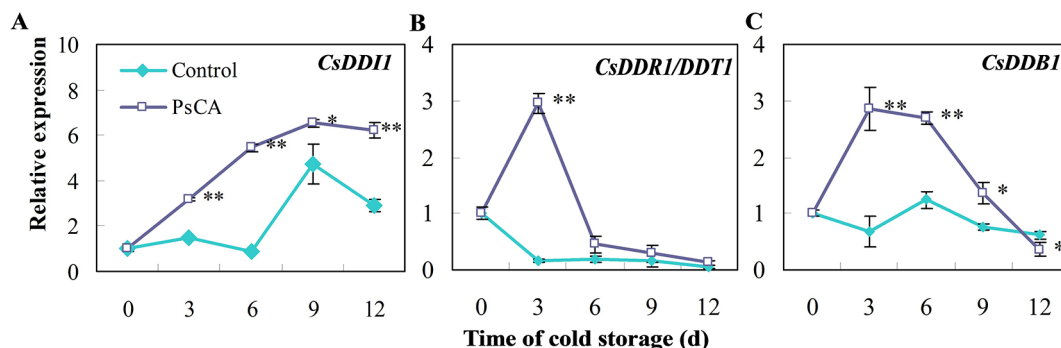 A
B
C
10
8
6
4
2
0
Relative expression
CsDDI1
Control
PsCA
**
**
*
**
0 3 6 9 12
4
3
2
1
0
CsDDR1/DDT1
**
0 3 6 9 12
4
3
2
1
0
CsDDB1
**
**
*
*
0 3 6 9 12
Time of cold storage (d)